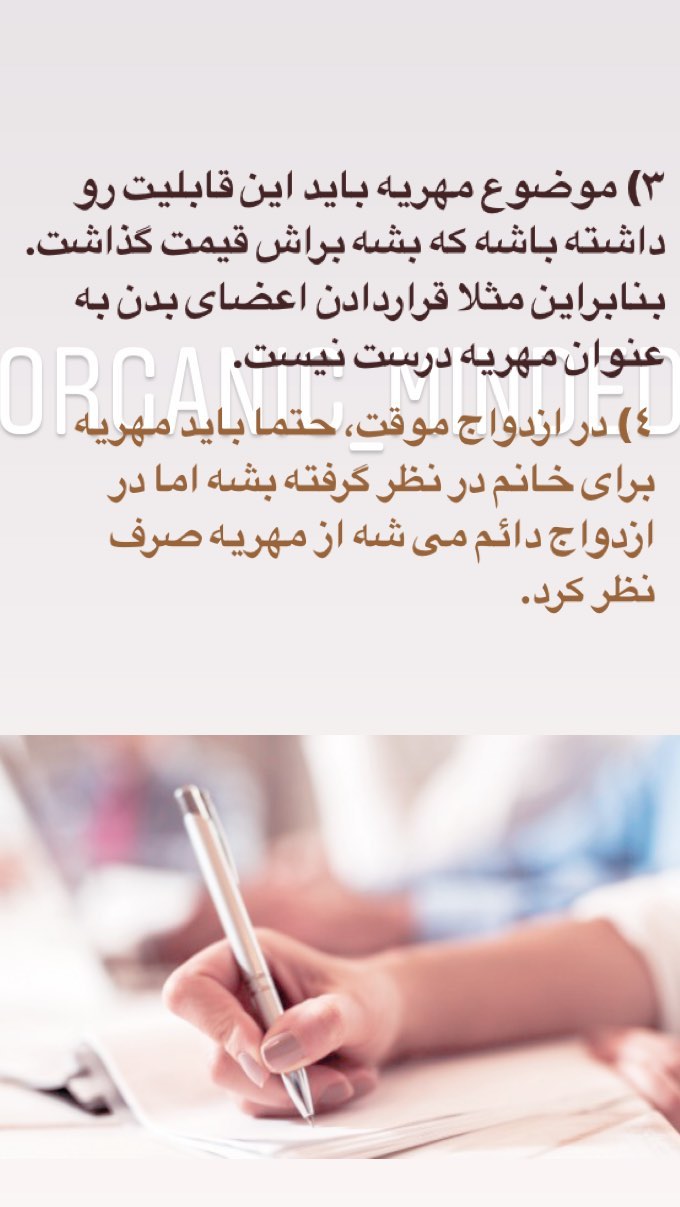 ۳) موضوع مهریه باید این قابلیت رو
داشته باشه که بشه براش قیمت گذاشت.
بنابراین مثلا قراردادن اعضای بدن به
عنوان مهریه درست نیست.
ORGANIC_MINDED
٤) در ازدواج موقت، حتما باید مهریه
برای خانم در نظر گرفته بشه اما در
ازدواج دائم می شه از مهریه صرف
نظر کرد.